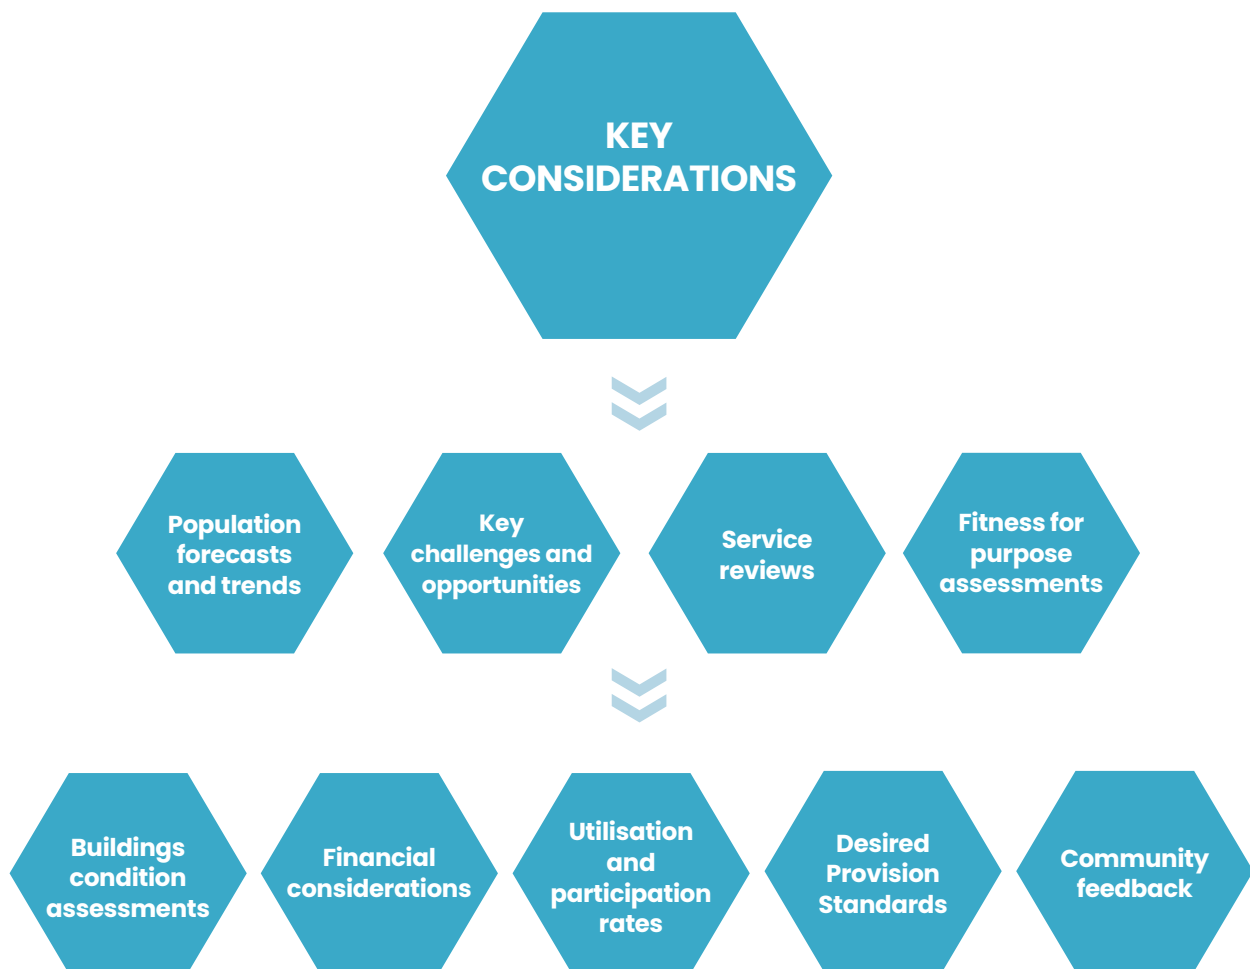 KEY
CONSIDERATIONS
Population
forecasts
and trends
Key
challenges and
opportunities
Service
reviews
Fitness for
purpose
assessments
Buildings
condition
assessments
Financial
considerations
Utilisation
and
participation
rates
Desired
Provision
Standards
Community
feedback